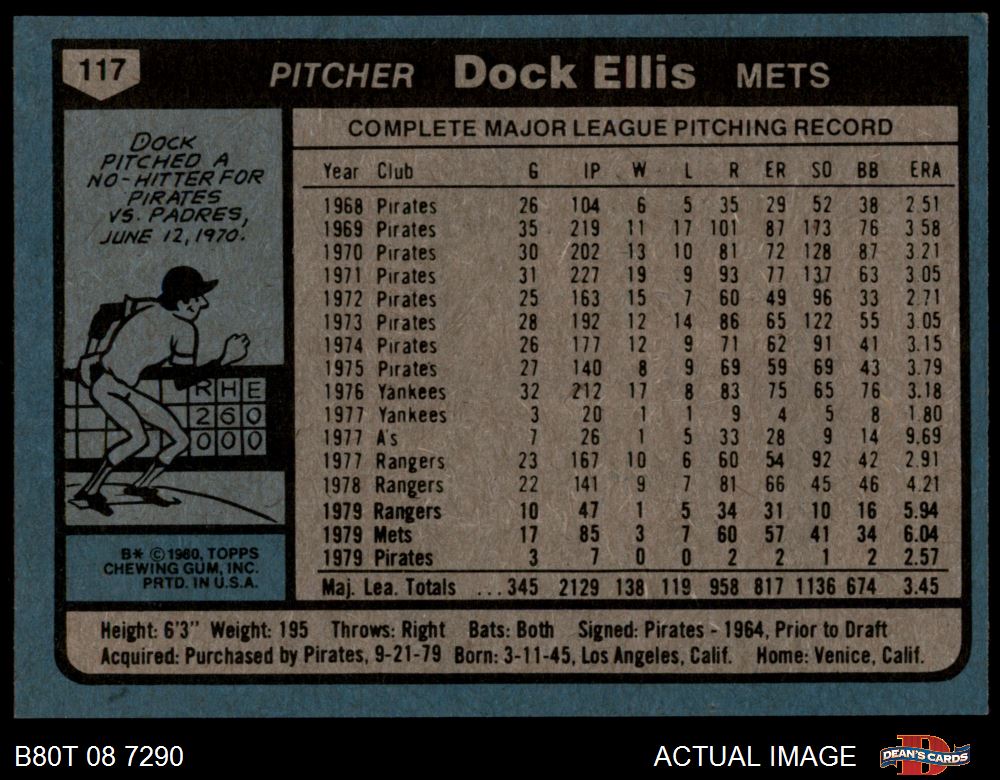 117 PITCHER Dock Ellis METS
DOCK
PITCHED A
NO-HITTER FOR
PIRATES
VS. PADRES,
JUNE 12, 1970.
R H E
2 6 0
0 0 0
B* © 1980, TOPPS
CHEWING GUM, INC.
PRTD. IN U.S.A.
COMPLETE MAJOR LEAGUE PITCHING RECORD
Year Club G IP W L R ER SO BB ERA
1968 Pirates 26 104 6 5 35 29 52 38 2.51
1969 Pirates 35 219 11 17 101 87 173 76 3.58
1970 Pirates 30 202 13 10 81 72 128 87 3.21
1971 Pirates 31 227 19 9 93 77 137 63 3.05
1972 Pirates 25 163 15 7 60 49 96 33 2.71
1973 Pirates 28 192 12 14 86 65 122 55 3.05
1974 Pirates 26 177 12 9 71 62 91 41 3.15
1975 Pirates 27 140 8 9 69 59 69 43 3.79
1976 Yankees 32 212 17 8 83 75 65 76 3.18
1977 Yankees 3 20 1 1 9 4 5 8 1.80
1977 A's 7 26 1 5 33 28 9 14 9.69
1977 Rangers 23 167 10 6 60 54 92 42 2.91
1978 Rangers 22 141 9 7 81 66 45 46 4.21
1979 Rangers 10 47 1 5 34 31 10 16 5.94
1979 Mets 17 85 3 7 60 57 41 34 6.04
1979 Pirates 3 7 0 0 2 2 1 2 2.57
Maj. Lea. Totals ...345 2129 138 119 958 817 1136 674 3.45
Height: 6'3" Weight: 195 Throws: Right Bats: Both Signed: Pirates - 1964, Prior to Draft
Acquired: Purchased by Pirates, 9-21-79 Born: 3-11-45, Los Angeles, Calif. Home: Venice, Calif.
B80T 08 7290 ACTUAL IMAGE DEAN'S CARDS